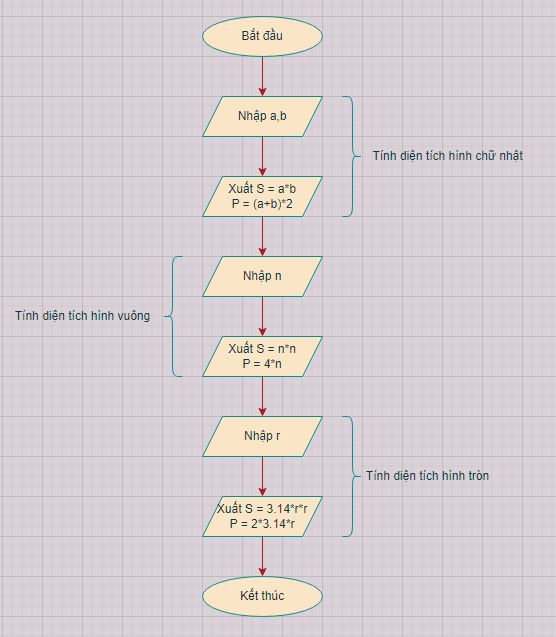 Bắt đầu
Nhập a,b
Tính diện tích hình chữ nhật
Xuất S = a*b
P = (a+b)*2
Nhập n
Tính diện tích hình vuông
Xuất S = n*n
P = 4*n
Nhập r
Tính diện tích hình tròn
Xuất S = 3.14*r*r
P = 2*3.14*r
Kết thúc